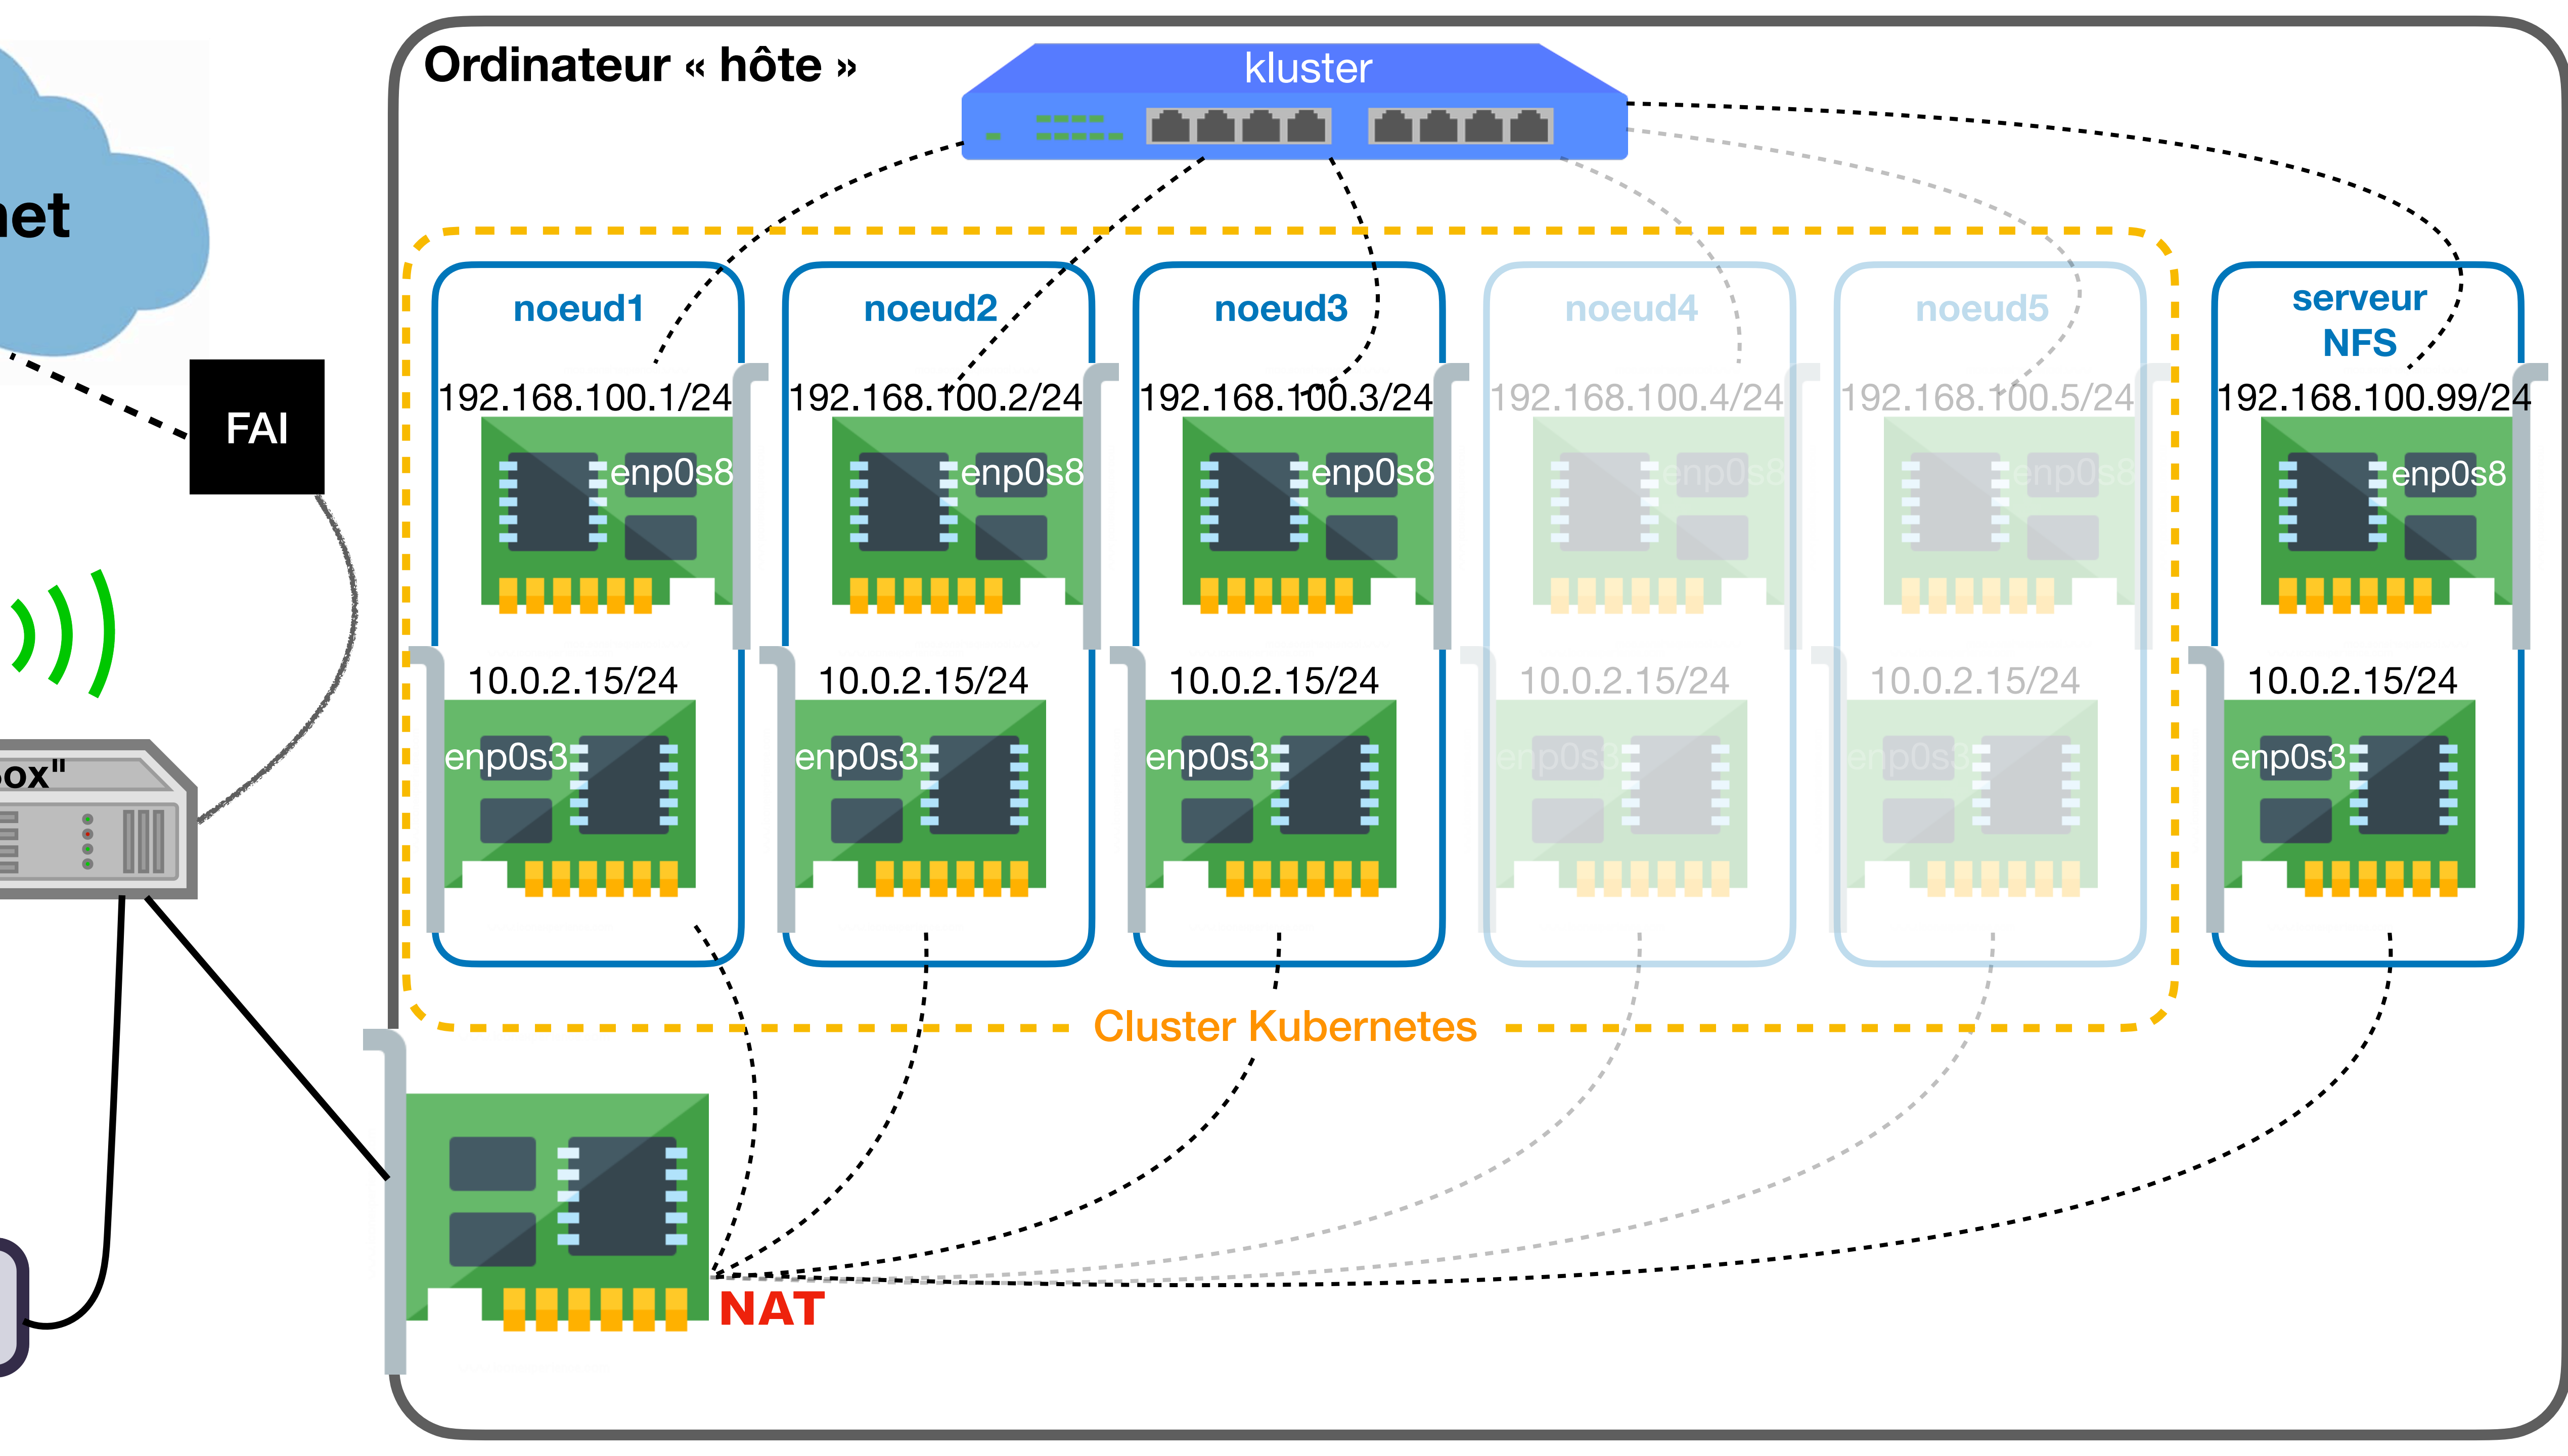 Ordinateur « hôte »
kluster
net
FAI
ox"
noeud1
192.168.100.1/24
enp0s8
10.0.2.15/24
enp0s3
noeud2
192.168.100.2/24
enp0s8
10.0.2.15/24
enp0s3
noeud3
192.168.100.3/24
enp0s8
10.0.2.15/24
enp0s3
noeud4
192.168.100.4/24
enp0s8
10.0.2.15/24
enp0s3
noeud5
192.168.100.5/24
enp0s8
10.0.2.15/24
enp0s3
serveur
NFS
192.168.100.99/24
enp0s8
10.0.2.15/24
enp0s3
Cluster Kubernetes
NAT